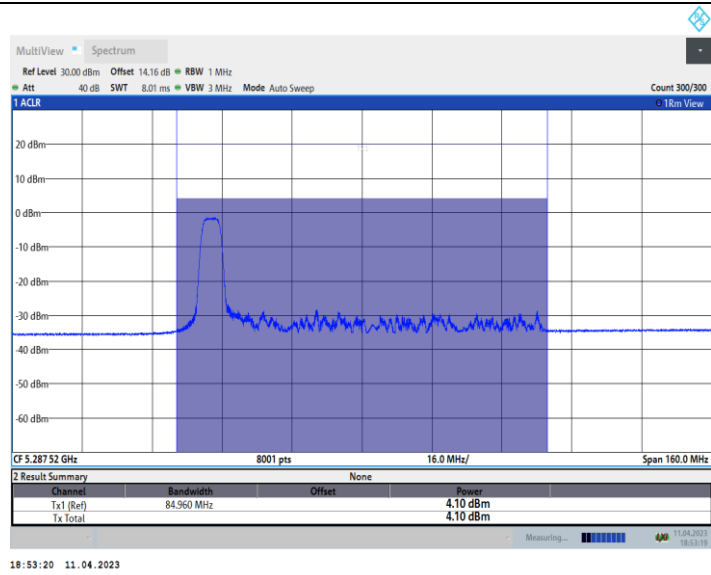 MultiView Spectrum
Ref Level 30.00 dBm Offset 14.16 dB RBW 1 MHz
Att 40 dB SWT 8.01 ms VBW 3 MHz Mode Auto Sweep Count 300/300
1 ACLR 1Rm View
20 dBm
10 dBm
0 dBm
-10 dBm
-20 dBm
-30 dBm
-40 dBm
-50 dBm
-60 dBm
CF 5.287 52 GHz 8001 pts 16.0 MHz/ Span 160.0 MHz
2 Result Summary None
Channel Bandwidth Offset Power
Tx1 (Ref) 84.960 MHz 4.10 dBm
Tx Total 4.10 dBm
Measuring... 11.04.2023
18:53:19
18:53:20 11.04.2023